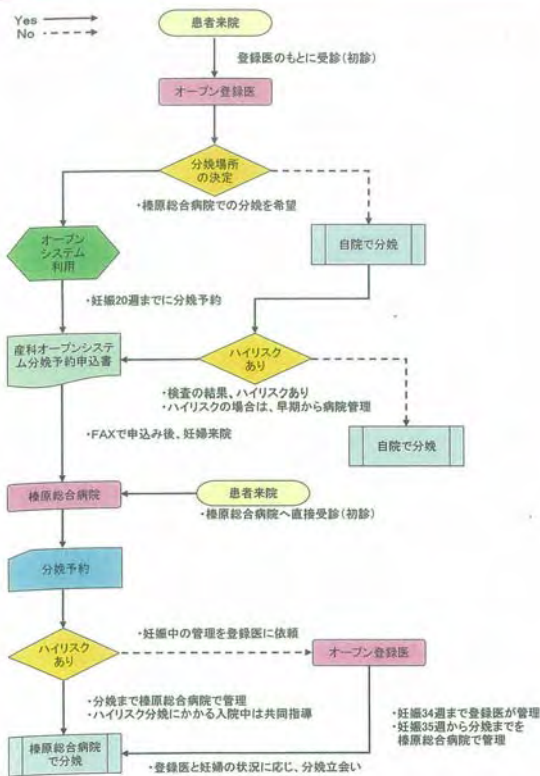 Yes
No
患者来院
登録医のもとに受診(初診)
オープン登録医
分娩場所
の決定
・榛原総合病院での分娩を希望
オープン
システム
利用
自院で分娩
・妊娠20週までに分娩予約
産科オープンシステ
ム分娩予約申込書
ハイリスク
あり
・検査の結果、ハイリスクあり
・ハイリスクの場合は、早期から病院管理
自院で分娩
・FAXで申込み後、妊婦来院
榛原総合病院
患者来院
・榛原総合病院へ直接受診(初診)
分娩予約
・妊娠中の管理を登録医に依頼
ハイリスク
あり
オープン登録医
・分娩まで榛原総合病院で管理
・ハイリスク分娩にかかる入院中は共同指導
・妊娠34週まで登録医が管理
・妊娠35週から分娩までを
榛原総合病院で管理
榛原総合病院
で分娩
・登録医と妊婦の状況に応じ、分娩立会い